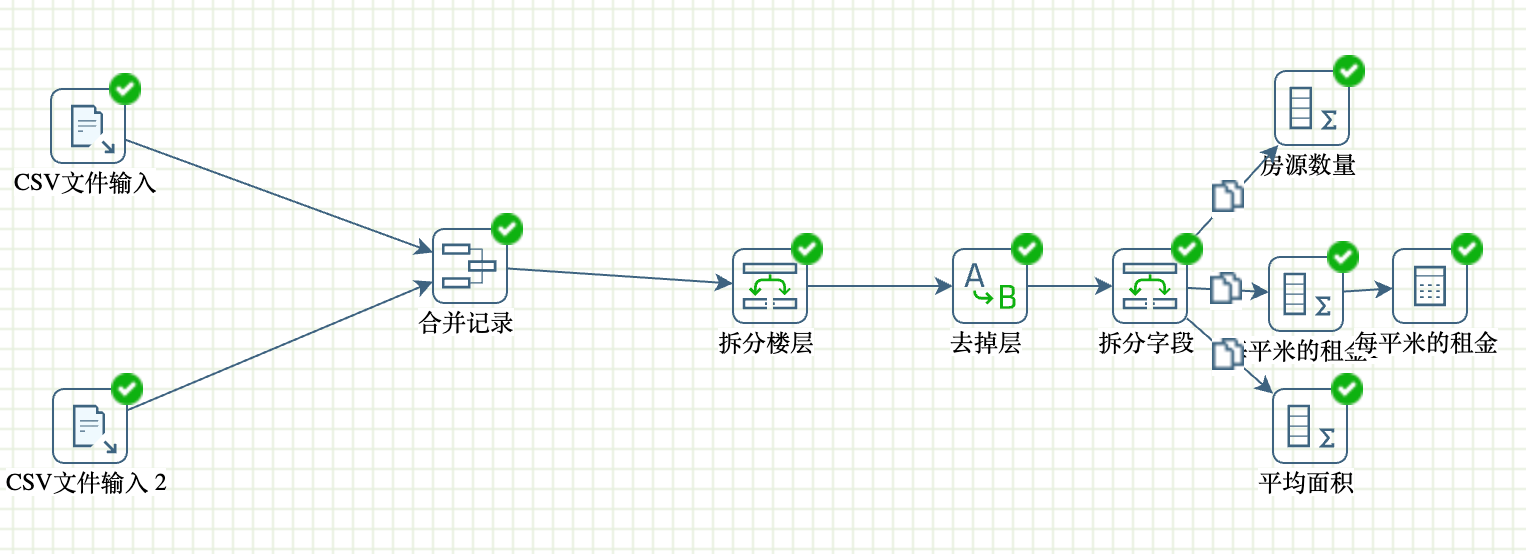 CSV文件输入
CSV文件输入 2
合并记录
拆分楼层
去掉层
拆分字段
房源数量
平米的租金
每平米的租金
平均面积
A
B
Σ
Σ
Σ